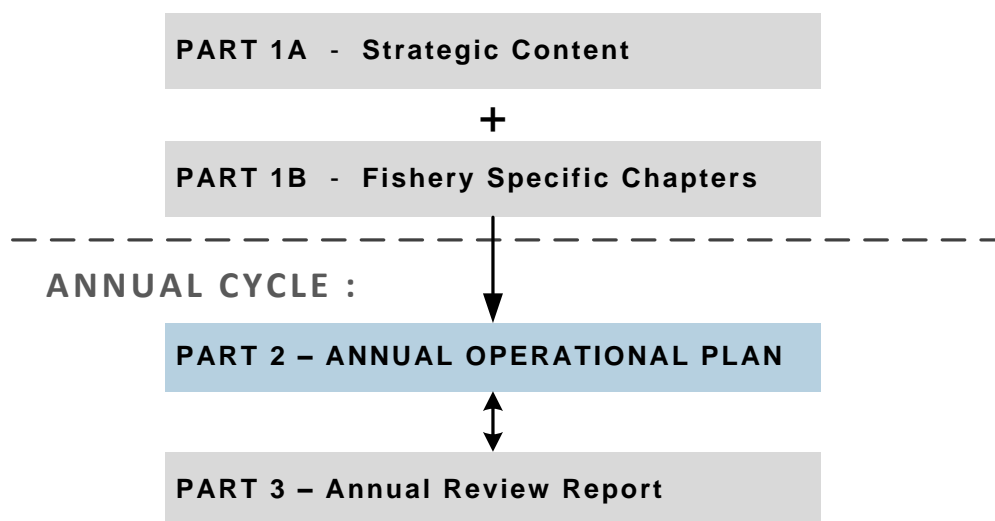 PART 1A - Strategic Content
+
PART 1B - Fishery Specific Chapters
ANNUAL CYCLE :
PART 2 – ANNUAL OPERATIONAL PLAN
PART 3 – Annual Review Report